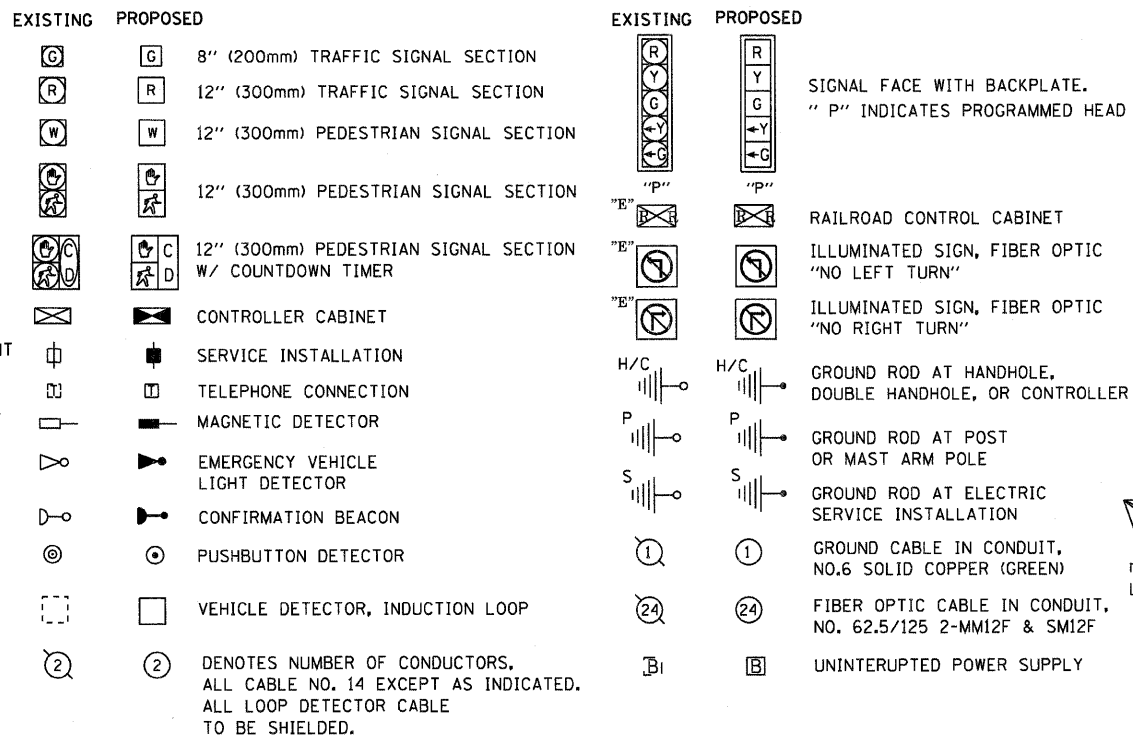 EXISTING PROPOSED
G G 8" (200mm) TRAFFIC SIGNAL SECTION
R R 12" (300mm) TRAFFIC SIGNAL SECTION
W W 12" (300mm) PEDESTRIAN SIGNAL SECTION
12" (300mm) PEDESTRIAN SIGNAL SECTION
C C 12" (300mm) PEDESTRIAN SIGNAL SECTION
D D W/ COUNTDOWN TIMER
CONTROLLER CABINET
IT SERVICE INSTALLATION
T T TELEPHONE CONNECTION
MAGNETIC DETECTOR
EMERGENCY VEHICLE
LIGHT DETECTOR
CONFIRMATION BEACON
PUSHBUTTON DETECTOR
VEHICLE DETECTOR, INDUCTION LOOP
2 2 DENOTES NUMBER OF CONDUCTORS,
ALL CABLE NO. 14 EXCEPT AS INDICATED.
ALL LOOP DETECTOR CABLE
TO BE SHIELDED.
EXISTING PROPOSED
R R
Y Y SIGNAL FACE WITH BACKPLATE.
G G " P" INDICATES PROGRAMMED HEAD
←Y ←Y
←G ←G
"P" "P"
"E" R R R R RAILROAD CONTROL CABINET
"E" ILLUMINATED SIGN, FIBER OPTIC
"NO LEFT TURN"
"E" ILLUMINATED SIGN, FIBER OPTIC
"NO RIGHT TURN"
H/C H/C GROUND ROD AT HANDHOLE,
DOUBLE HANDHOLE, OR CONTROLLER
P P GROUND ROD AT POST
OR MAST ARM POLE
S S GROUND ROD AT ELECTRIC
SERVICE INSTALLATION
1 1 GROUND CABLE IN CONDUIT,
NO.6 SOLID COPPER (GREEN)
24 24 FIBER OPTIC CABLE IN CONDUIT,
NO. 62.5/125 2-MM12F & SM12F
B B UNINTERUPTED POWER SUPPLY